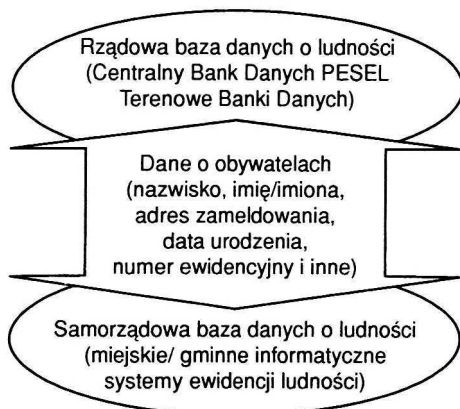 Rządowa baza danych o ludności
(Centralny Bank Danych PESEL
Terenowe Banki Danych)
Dane o obywatelach
(nazwisko, imię/imiona,
adres zameldowania,
data urodzenia,
numer ewidencyjny i inne)
Samorządowa baza danych o ludności
(miejskie/ gminne informatyczne
systemy ewidencji ludności)